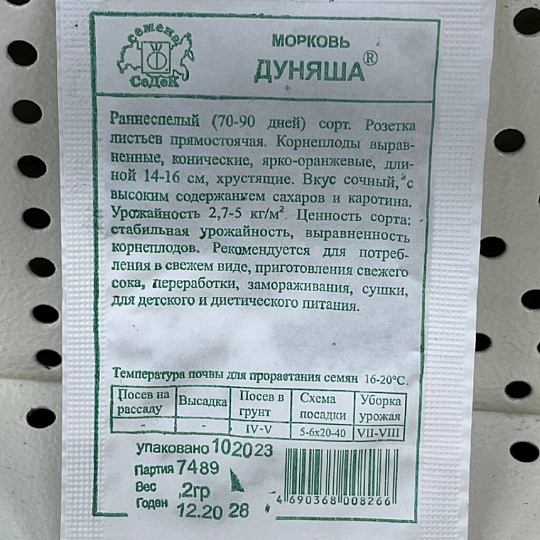 семена
СеДеК
МОРКОВЬ
ДУНЯША®
Раннеспелый (70-90 дней) сорт. Розетка
листьев прямостоячая. Корнеплоды вырав-
ненные, конические, ярко-оранжевые, дли-
ной 14-16 см, хрустящие. Вкус сочный, с
высоким содержанием сахаров и каротина.
Урожайность 2,7-5 кг/м². Ценность сорта:
стабильная урожайность, выравненность
корнеплодов. Рекомендуется для потреб-
ления в свежем виде, приготовления свежего
сока, переработки, замораживания, сушки,
для детского и диетического питания.
Температура почвы для прорастания семян 16-20°С.
Посев на рассаду Высадка Посев в грунт Схема посадки Уборка урожая
- - IV-V 5-6x20-40 VII-VIII
упаковано 102023
Партия 7489
Вес 2гр
Годен 12.20 28
4 690368 008266